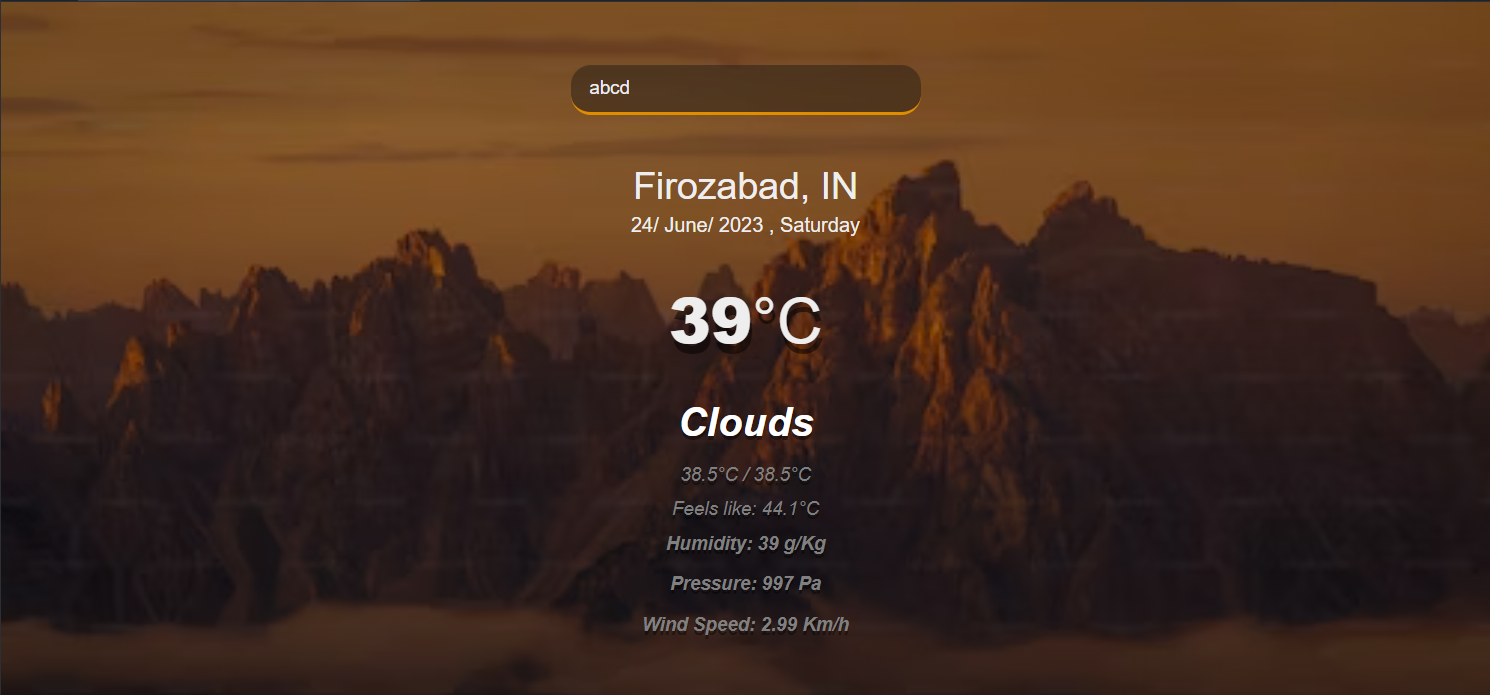 abcd
Firozabad, IN
24/ June/ 2023 , Saturday
39°C
Clouds
38.5°C / 38.5°C
Feels like: 44.1°C
Humidity: 39 g/Kg
Pressure: 997 Pa
Wind Speed: 2.99 Km/h